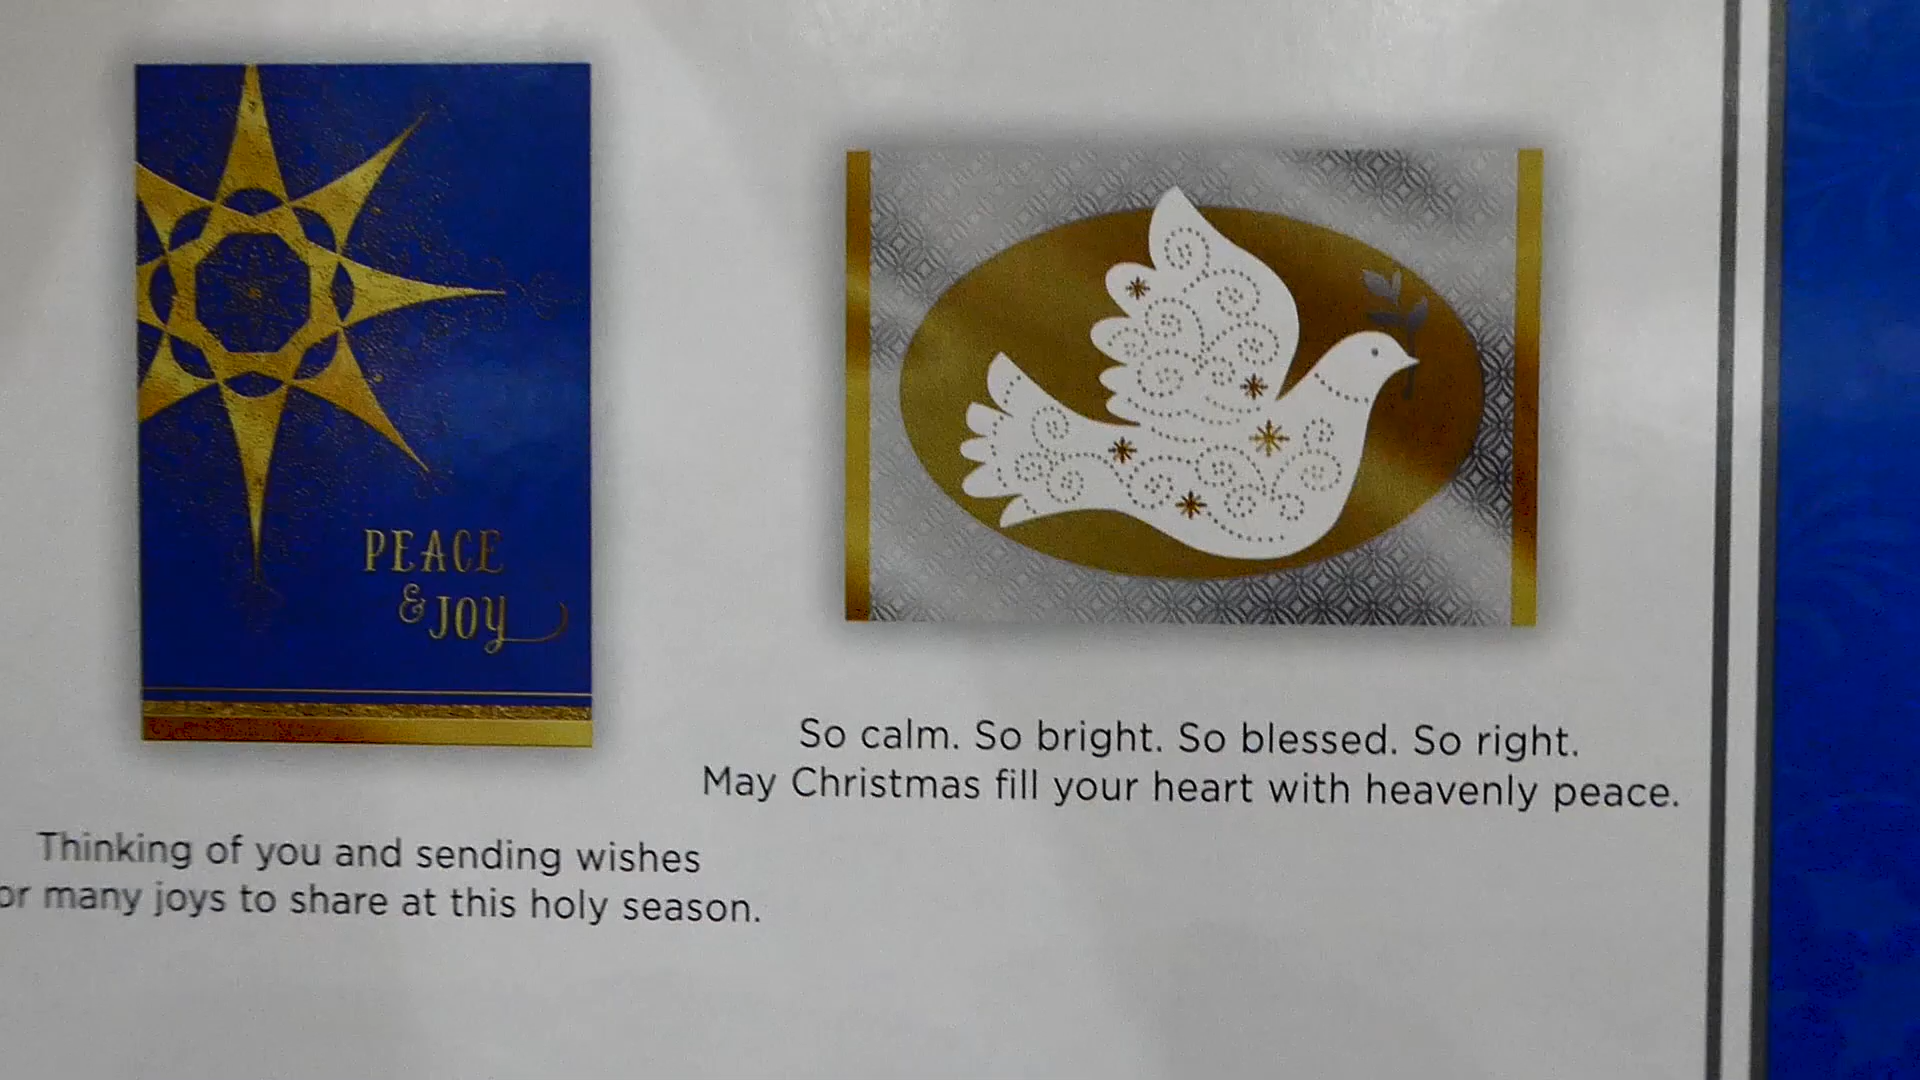 PEACE
& JOY
Thinking of you and sending wishes
or many joys to share at this holy season.
So calm. So bright. So blessed. So right.
May Christmas fill your heart with heavenly peace.